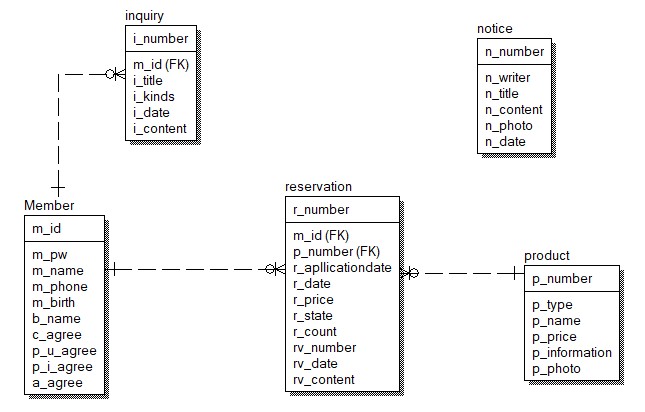 inquiry
i_number
m_id (FK)
i_title
i_kinds
i_date
i_content
notice
n_number
n_writer
n_title
n_content
n_photo
n_date
Member
m_id
m_pw
m_name
m_phone
m_birth
b_name
c_agree
p_u_agree
p_i_agree
a_agree
reservation
r_number
m_id (FK)
p_number (FK)
r_apllicationdate
r_date
r_price
r_state
r_count
rv_number
rv_date
rv_content
product
p_number
p_type
p_name
p_price
p_information
p_photo